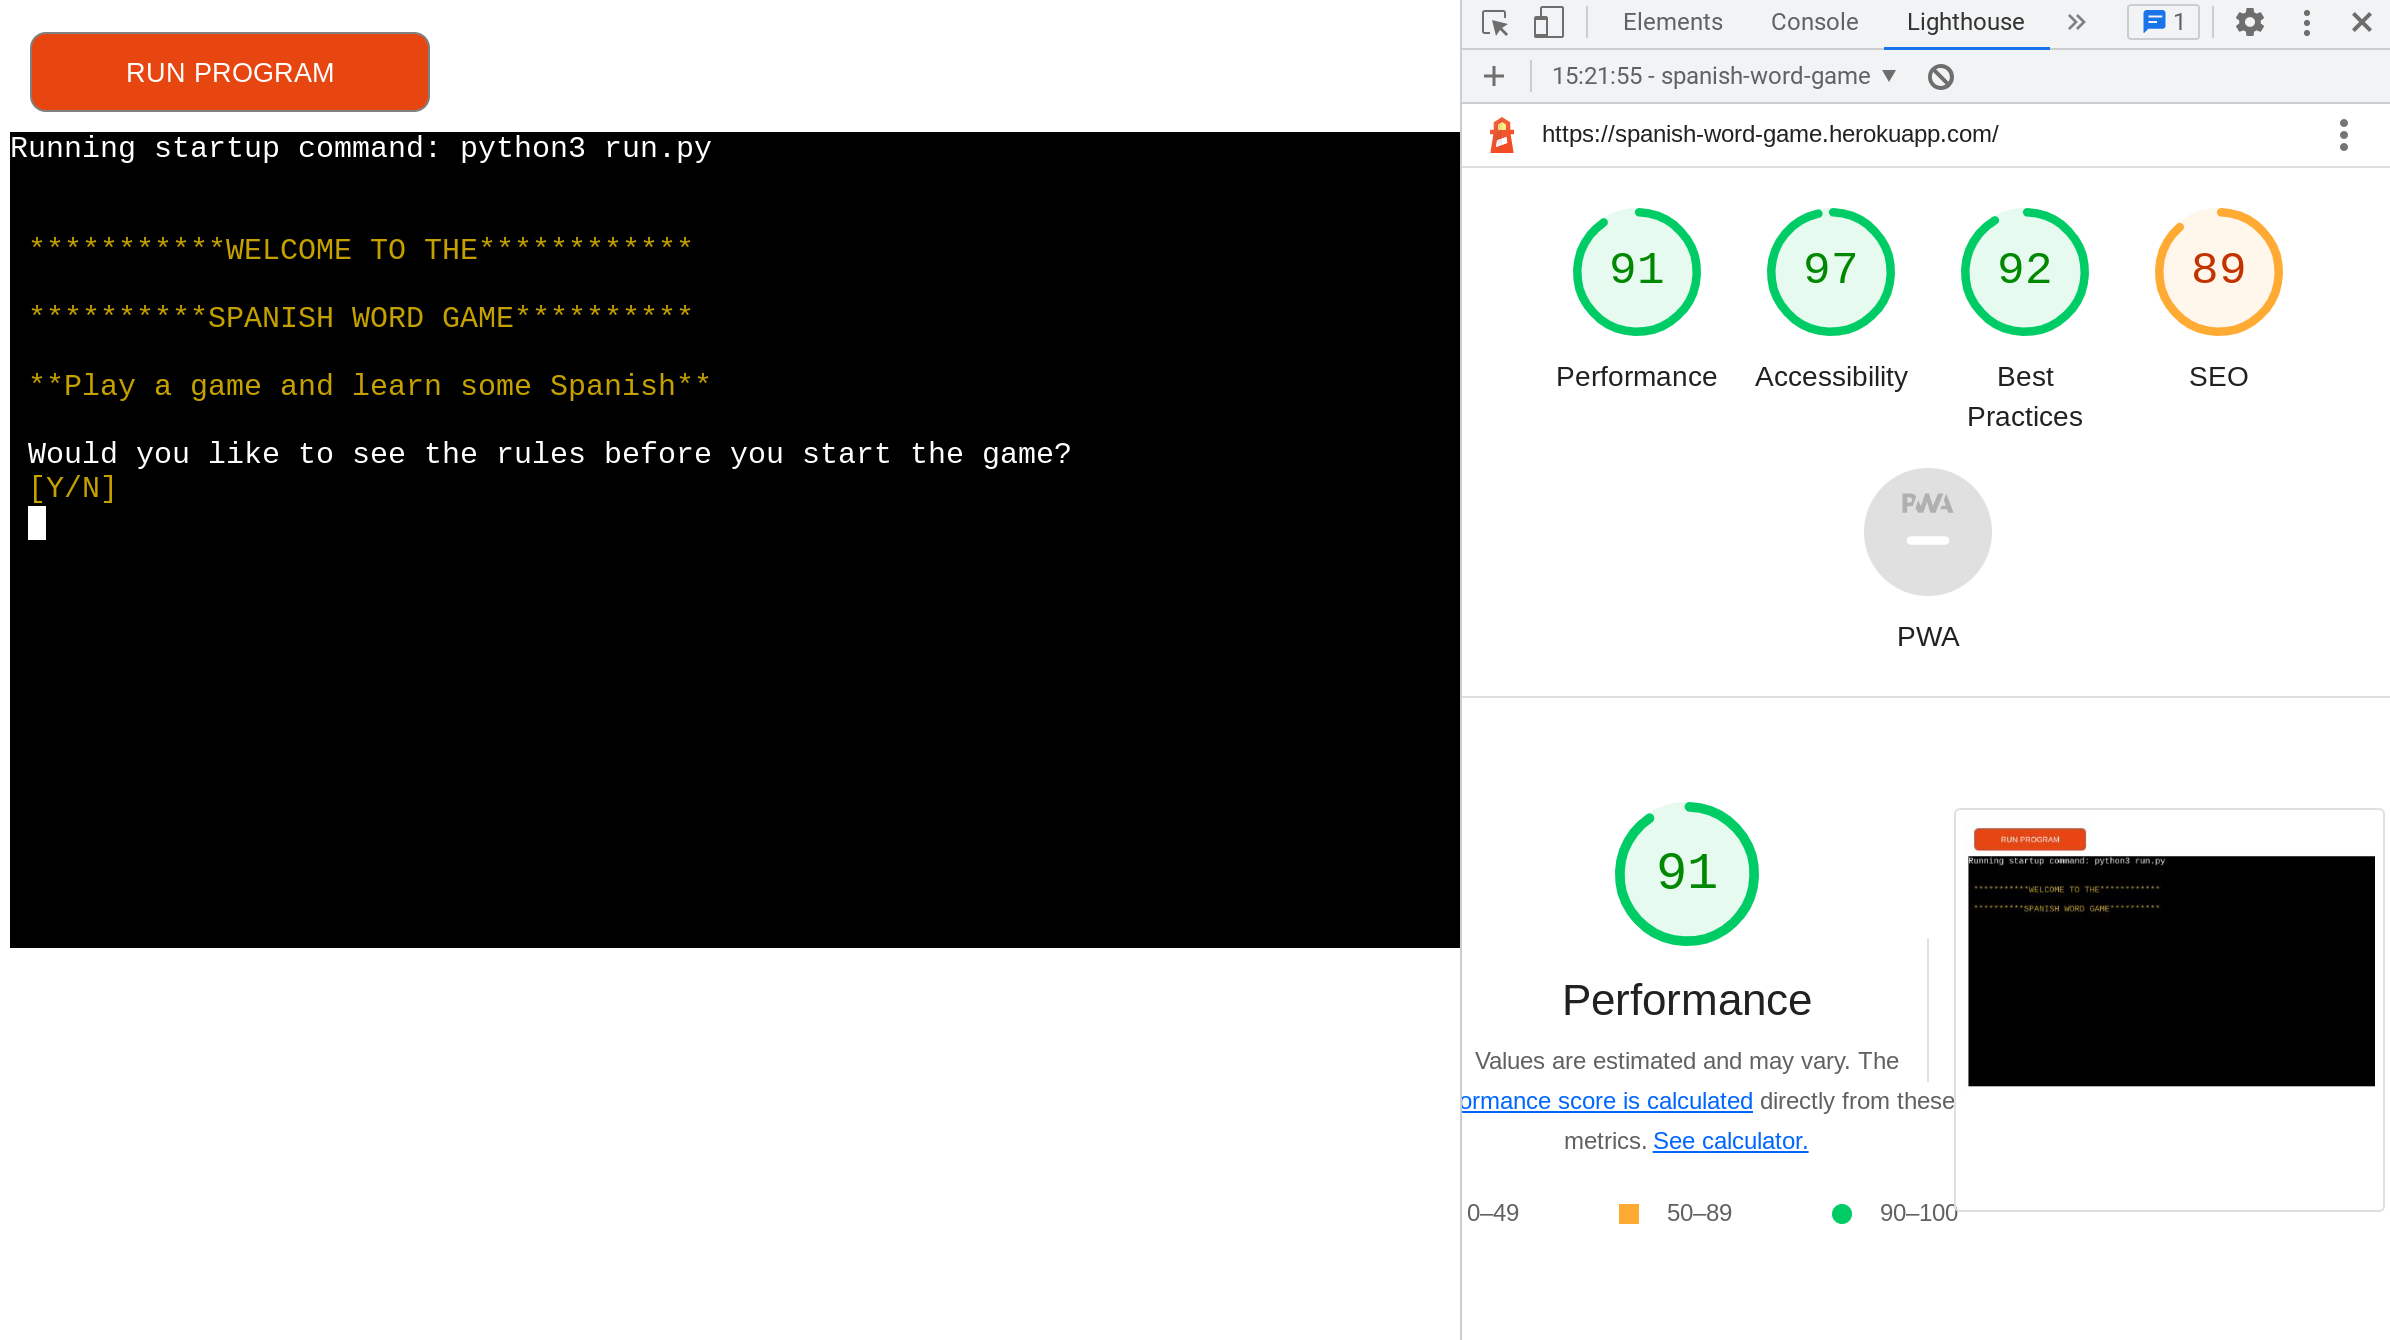 RUN PROGRAM
Running startup command: python3 run.py
***********WELCOME TO THE************
**********SPANISH WORD GAME**********
**Play a game and learn some Spanish**
Would you like to see the rules before you start the game?
[Y/N]
Elements Console Lighthouse 1
15:21:55 - spanish-word-game
https://spanish-word-game.herokuapp.com/
91 97 92 89
Performance Accessibility Best Practices SEO
PWA
PWA
91
Performance
Values are estimated and may vary. The
ormance score is calculated directly from these
metrics. See calculator.
0–49 50–89 90–100
RUN PROGRAM
Running startup command: python3 run.py
***********WELCOME TO THE************
**********SPANISH WORD GAME**********